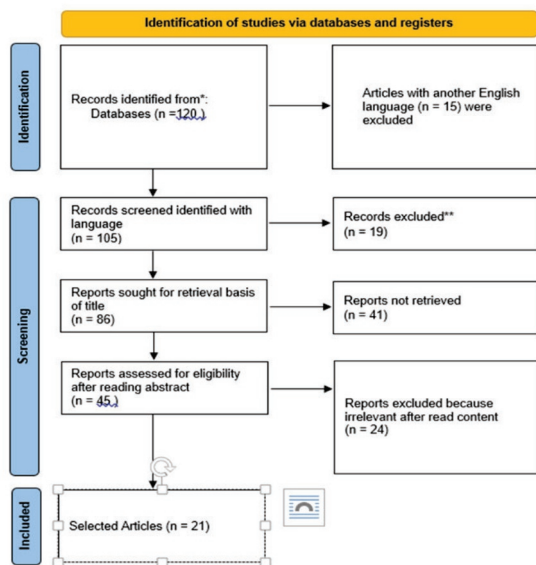 Identification of studies via databases and registers
Identification
Records identified from*:
Databases (n =120 )
Articles with another English
language (n = 15) were
excluded
Screening
Records screened identified with
language
(n = 105)
Records excluded**
(n = 19)
Reports sought for retrieval basis
of title
(n = 86)
Reports not retrieved
(n = 41)
Reports assessed for eligibility
after reading abstract
(n = 45 )
Reports excluded because
irrelevant after read content
(n = 24)
Included
Selected Articles (n = 21)